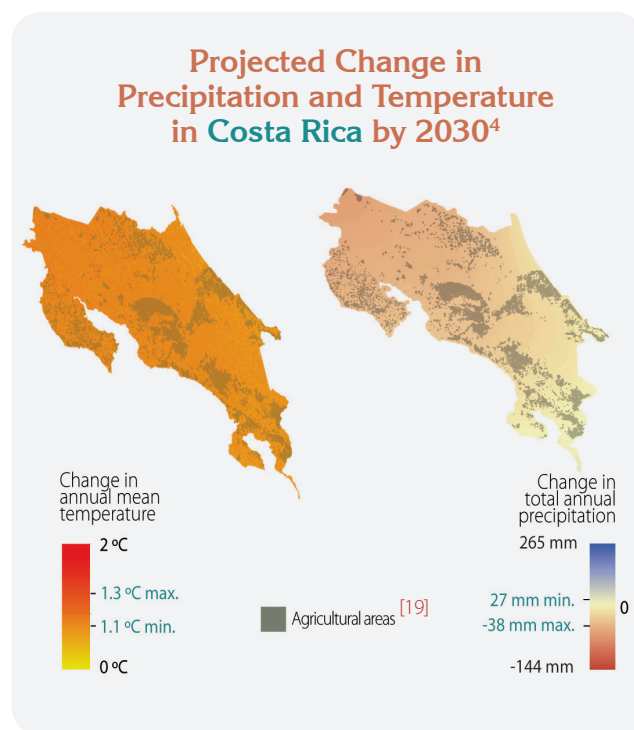 Projected Change in
Precipitation and Temperature
in Costa Rica by 2030⁴
Change in
annual mean
temperature
2 ºC
1.3 ºC max.
1.1 ºC min.
0 ºC
Agricultural areas [19]
Change in
total annual
precipitation
265 mm
27 mm min.
0
-38 mm max.
-144 mm